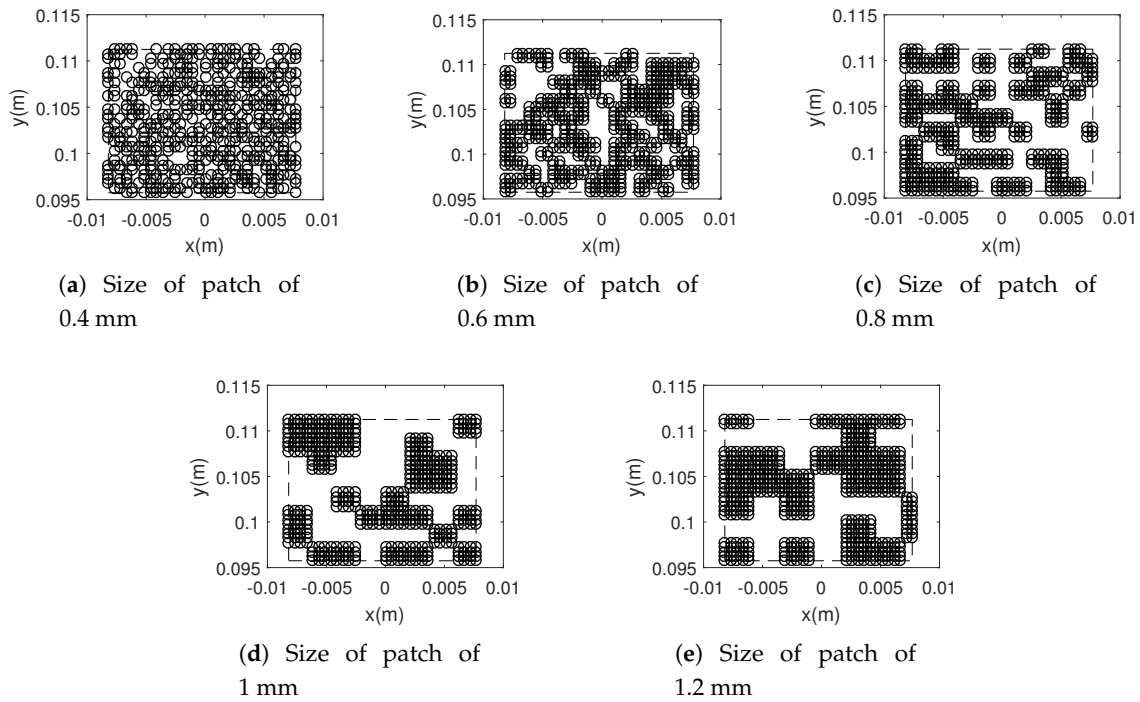 0.115
0.11
0.105
0.1
0.095
y(m)
-0.01 -0.005 0 0.005 0.01
x(m)
(a) Size of patch of
0.4 mm
0.115
0.11
0.105
0.1
0.095
y(m)
-0.01 -0.005 0 0.005 0.01
x(m)
(b) Size of patch of
0.6 mm
0.115
0.11
0.105
0.1
0.095
y(m)
-0.01 -0.005 0 0.005 0.01
x(m)
(c) Size of patch of
0.8 mm
0.115
0.11
0.105
0.1
0.095
y(m)
-0.01 -0.005 0 0.005 0.01
x(m)
(d) Size of patch of
1 mm
0.115
0.11
0.105
0.1
0.095
y(m)
-0.01 -0.005 0 0.005 0.01
x(m)
(e) Size of patch of
1.2 mm